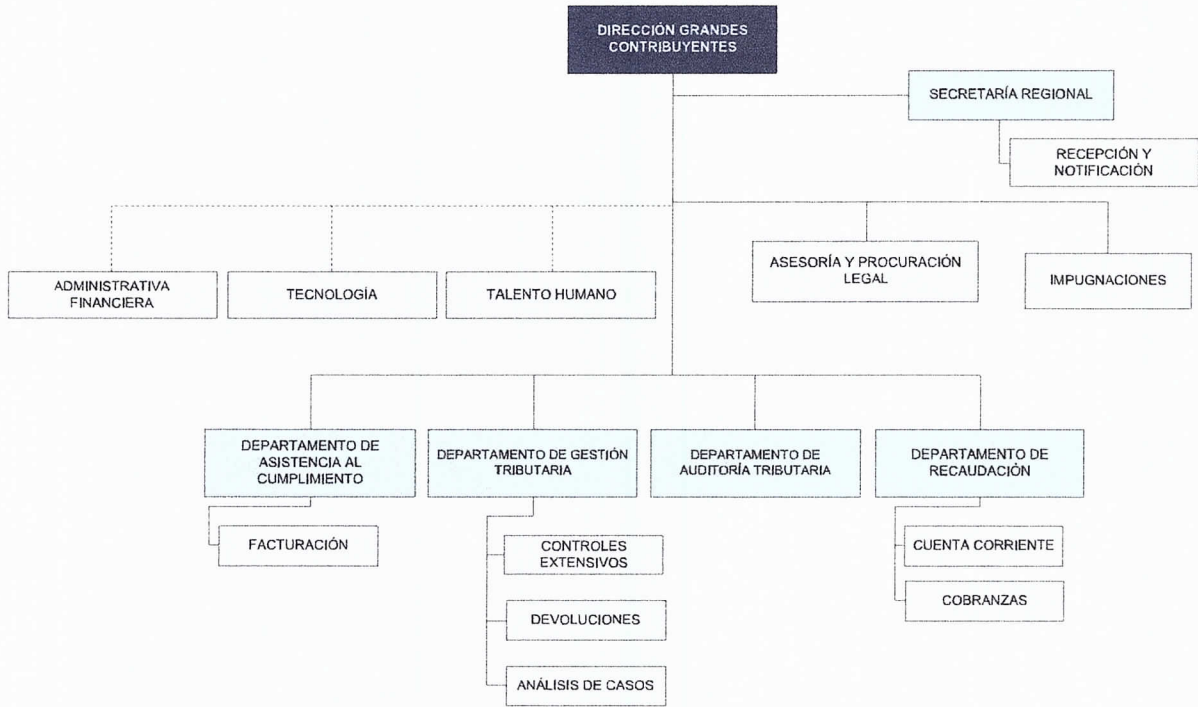 DIRECCIÓN GRANDES
CONTRIBUYENTES
SECRETARÍA REGIONAL
RECEPCIÓN Y
NOTIFICACIÓN
ADMINISTRATIVA
FINANCIERA
TECNOLOGÍA
TALENTO HUMANO
ASESORÍA Y PROCURACIÓN
LEGAL
IMPUGNACIONES
DEPARTAMENTO DE
ASISTENCIA AL
CUMPLIMIENTO
DEPARTAMENTO DE GESTIÓN
TRIBUTARIA
DEPARTAMENTO DE
AUDITORÍA TRIBUTARIA
DEPARTAMENTO DE
RECAUDACIÓN
FACTURACIÓN
CONTROLES
EXTENSIVOS
DEVOLUCIONES
ANÁLISIS DE CASOS
CUENTA CORRIENTE
COBRANZAS